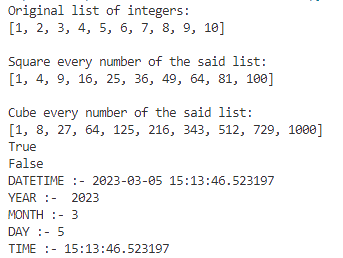 Original list of integers:
[1, 2, 3, 4, 5, 6, 7, 8, 9, 10]
Square every number of the said list:
[1, 4, 9, 16, 25, 36, 49, 64, 81, 100]
Cube every number of the said list:
[1, 8, 27, 64, 125, 216, 343, 512, 729, 1000]
True
False
DATETIME :- 2023-03-05 15:13:46.523197
YEAR :-  2023
MONTH :- 3
DAY :- 5
TIME :- 15:13:46.523197